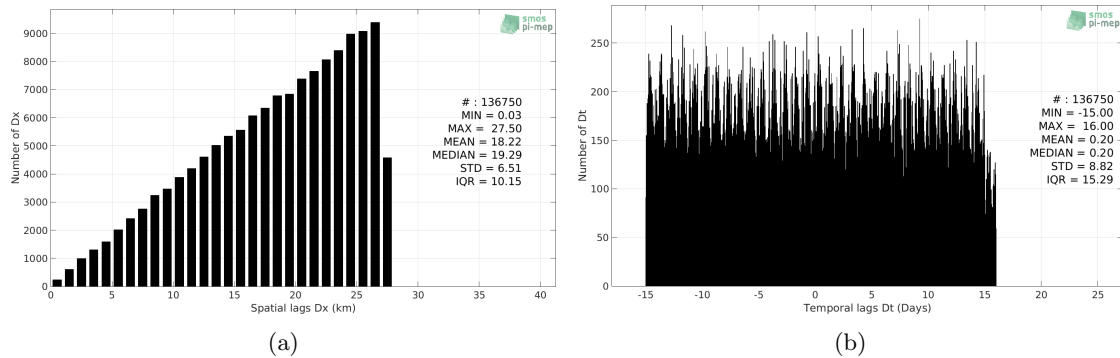 smos
pi-mep
9000
8000
7000
6000
5000
4000
3000
2000
1000
0
Number of Dx
# : 136750
MIN = 0.03
MAX = 27.50
MEAN = 18.22
MEDIAN = 19.29
STD = 6.51
IQR = 10.15
0 5 10 15 20 25 30 35 40
Spatial lags Dx (km)
(a)
smos
pi-mep
250
200
150
100
50
0
Number of Dt
# : 136750
MIN = -15.00
MAX = 16.00
MEAN = 0.20
MEDIAN = 0.20
STD = 8.82
IQR = 15.29
-15 -10 -5 0 5 10 15 20 25
Temporal lags Dt (Days)
(b)